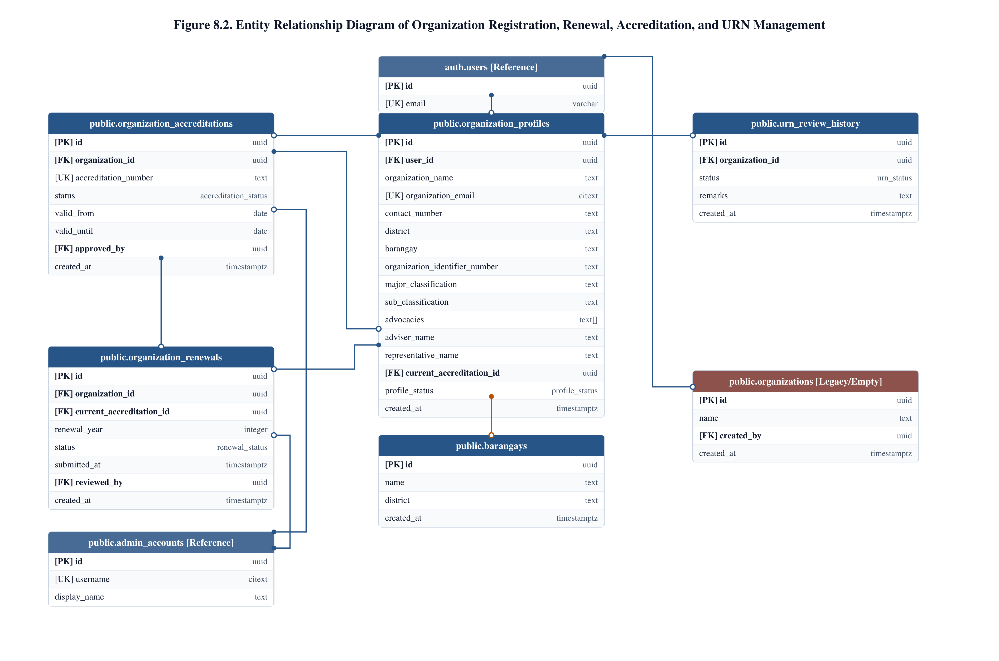 Figure 8.2. Entity Relationship Diagram of Organization Registration, Renewal, Accreditation, and URN Management
auth.users [Reference]
[PK] id uuid
[UK] email varchar
public.organization_accreditations
[PK] id uuid
[FK] organization_id uuid
[UK] accreditation_number text
status accreditation_status
valid_from date
valid_until date
[FK] approved_by uuid
created_at timestamptz
public.organization_profiles
[PK] id uuid
[FK] user_id uuid
organization_name text
[UK] organization_email citext
contact_number text
district text
barangay text
organization_identifier_number text
major_classification text
sub_classification text
advocacies text[]
adviser_name text
representative_name text
[FK] current_accreditation_id uuid
profile_status profile_status
created_at timestamptz
public.urn_review_history
[PK] id uuid
[FK] organization_id uuid
status urn_status
remarks text
created_at timestamptz
public.organization_renewals
[PK] id uuid
[FK] organization_id uuid
[FK] current_accreditation_id uuid
renewal_year integer
status renewal_status
submitted_at timestamptz
[FK] reviewed_by uuid
created_at timestamptz
public.organizations [Legacy/Empty]
[PK] id uuid
name text
[FK] created_by uuid
created_at timestamptz
public.barangays
[PK] id uuid
name text
district text
created_at timestamptz
public.admin_accounts [Reference]
[PK] id uuid
[UK] username citext
display_name text